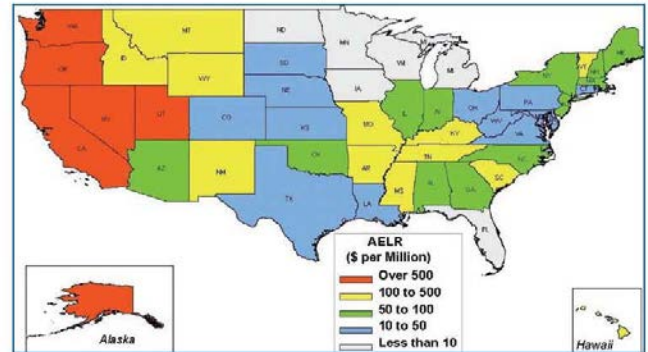 WA
MT
ND
MN
ME
OR
ID
SD
WI
MI
VT
NH
NY
WY
IA
NE
PA
CT
NV
UT
CO
IL
IN
OH
WV
VA
CA
KS
MO
KY
AZ
NM
OK
AR
TN
NC
SC
MS
AL
GA
TX
LA
FL
AELR
($ per Million)
Over 500
100 to 500
50 to 100
10 to 50
Less than 10
Alaska
Hawaii